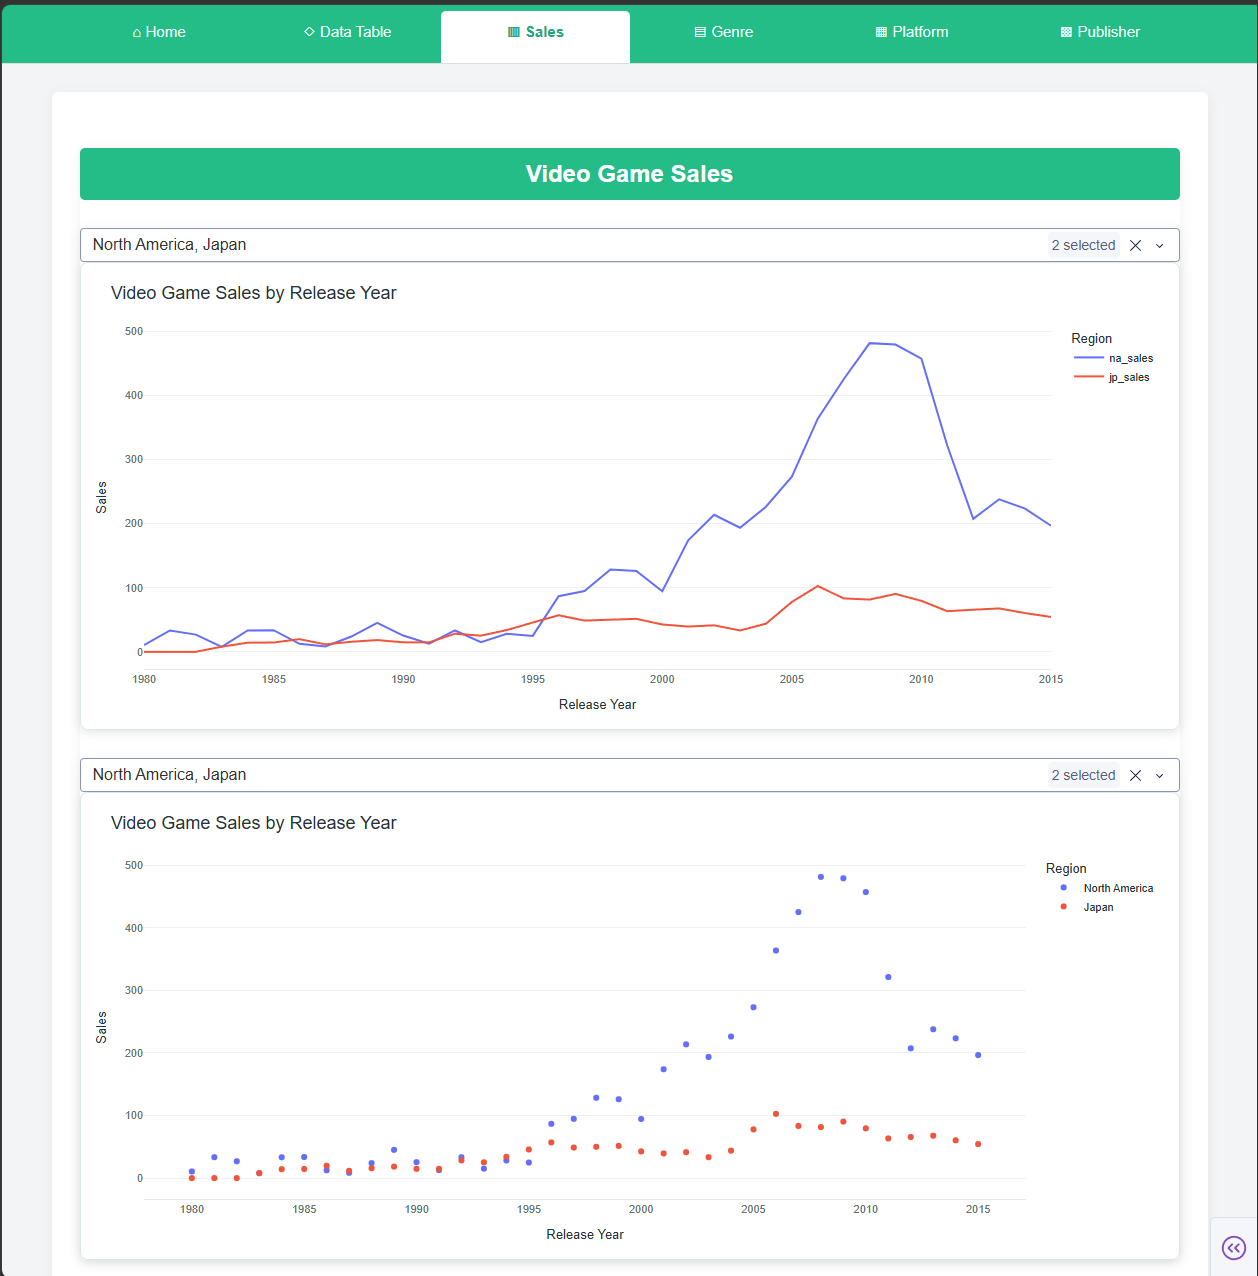 Home
Data Table
Sales
Genre
Platform
Publisher
Video Game Sales
North America, Japan
2 selected
Video Game Sales by Release Year
500
400
300
200
100
0
Sales
1980
1985
1990
1995
2000
2005
2010
2015
Release Year
Region
na_sales
jp_sales
North America, Japan
2 selected
Video Game Sales by Release Year
500
400
300
200
100
0
Sales
1980
1985
1990
1995
2000
2005
2010
2015
Release Year
Region
North America
Japan